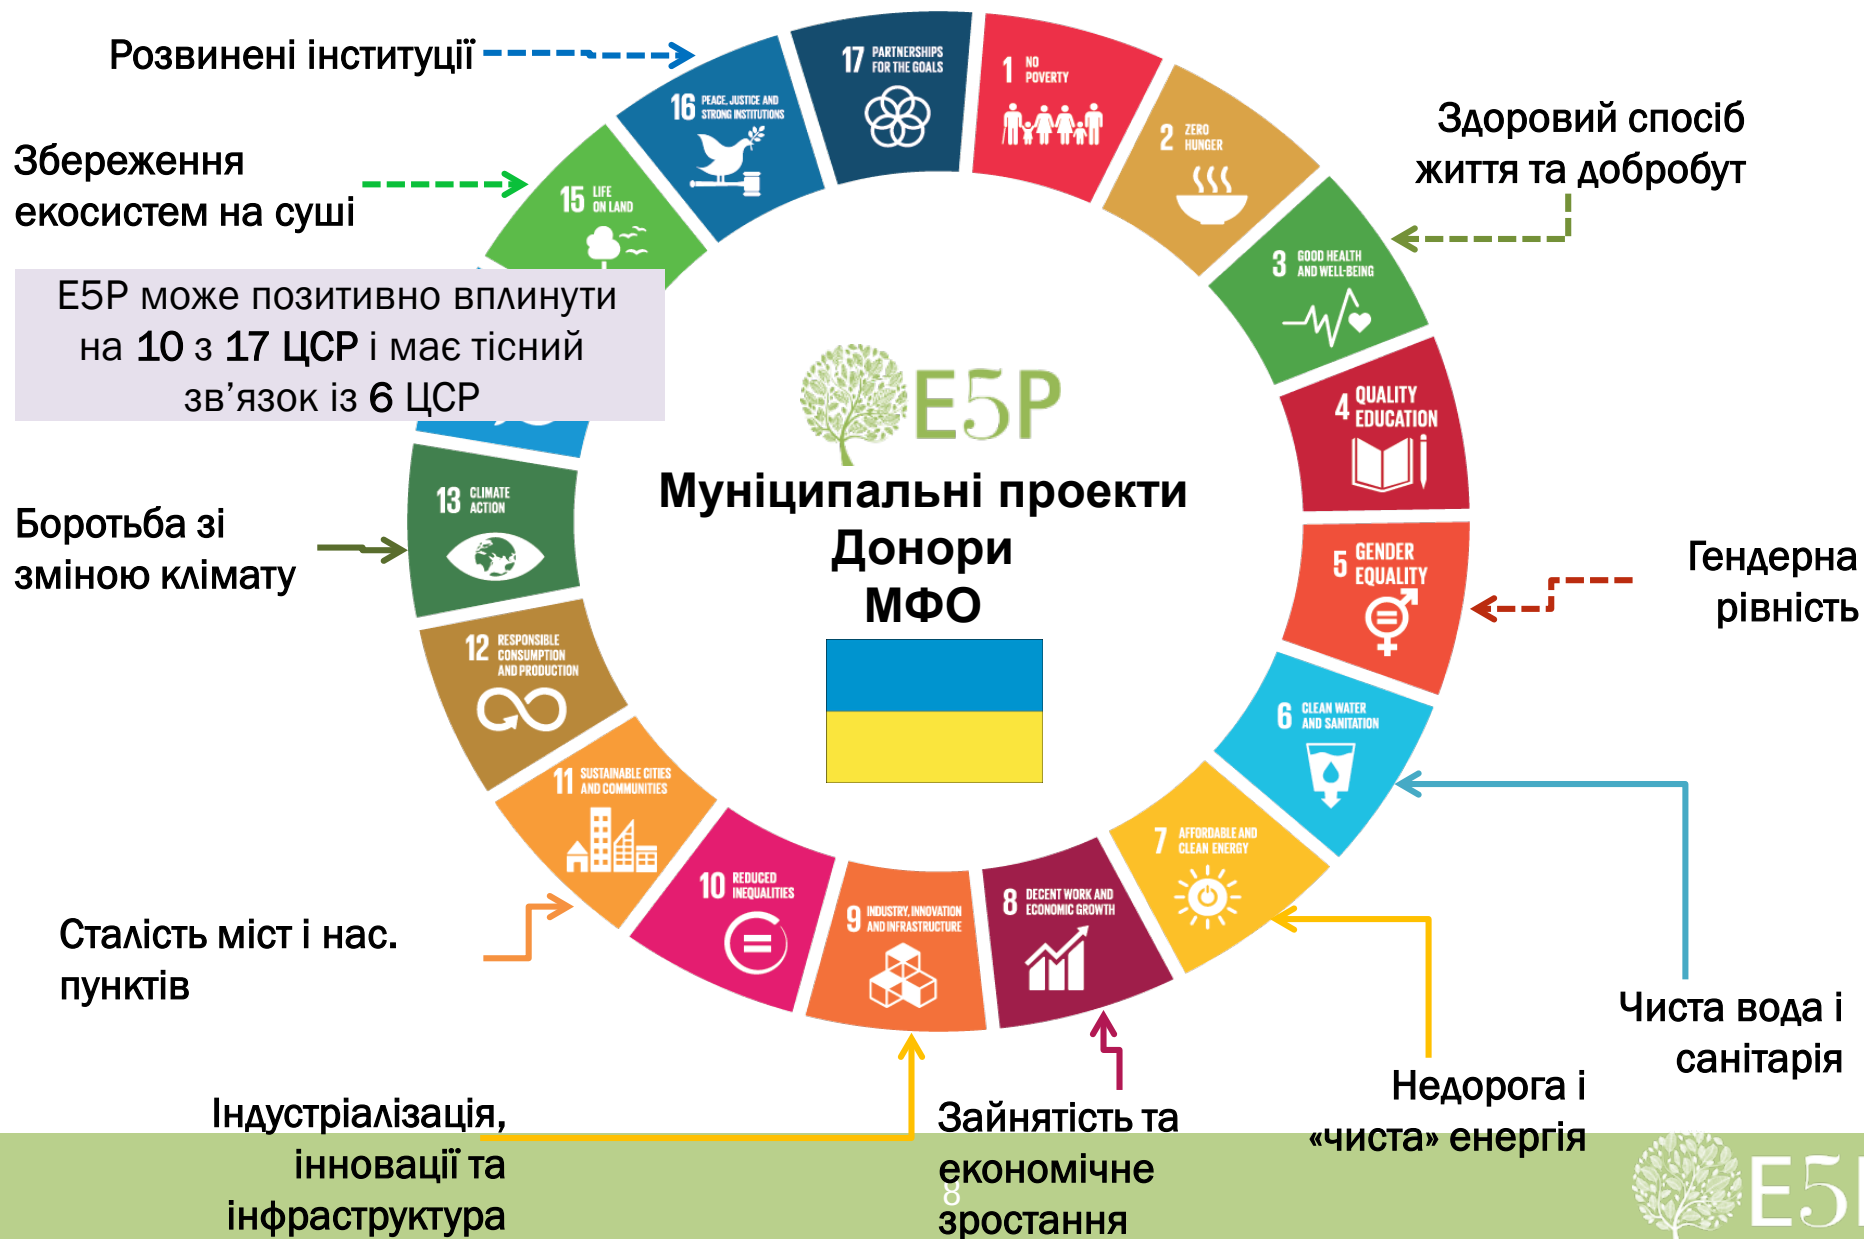 Розвинені інституції
Збереження
екосистем на суші
E5P може позитивно вплинути
на 10 з 17 ЦСР і має тісний
зв’язок із 6 ЦСР
Боротьба зі
зміною клімату
Сталість міст і нас.
пунктів
Індустріалізація,
інновації та
інфраструктура
Зайнятість та
економічне
зростання
Недорога і
«чиста» енергія
Чиста вода і
санітарія
Гендерна
рівність
Здоровий спосіб
життя та добробут
17 PARTNERSHIPS
FOR THE GOALS
1 NO
POVERTY
2 ZERO
HUNGER
3 GOOD HEALTH
AND WELL-BEING
4 QUALITY
EDUCATION
5 GENDER
EQUALITY
6 CLEAN WATER
AND SANITATION
7 AFFORDABLE AND
CLEAN ENERGY
8 DECENT WORK AND
ECONOMIC GROWTH
9 INDUSTRY, INNOVATION
AND INFRASTRUCTURE
10 REDUCED
INEQUALITIES
11 SUSTAINABLE CITIES
AND COMMUNITIES
12 RESPONSIBLE
CONSUMPTION
AND PRODUCTION
13 CLIMATE
ACTION
15 LIFE
ON LAND
16 PEACE, JUSTICE AND
STRONG INSTITUTIONS
E5P
Муніципальні проекти
Донори
МФО
8
E5